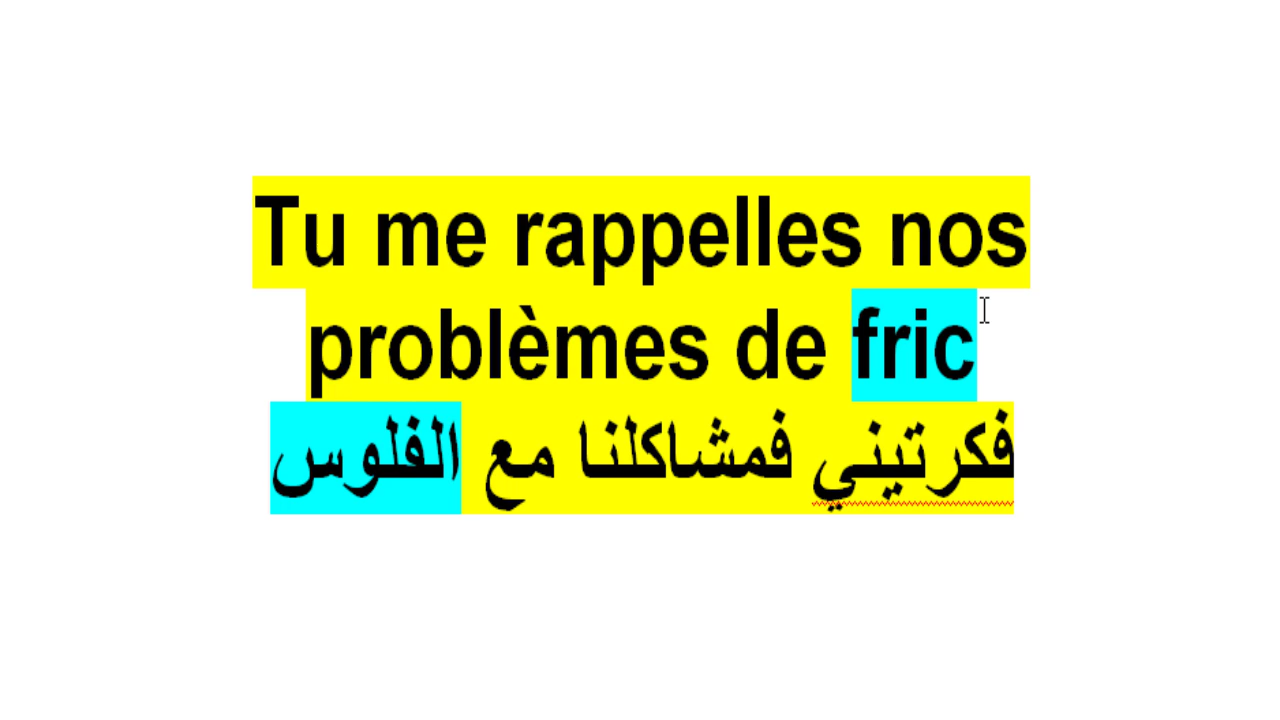 Tu me rappelles nos
problèmes de fric
فكرتيني فمشاكلنا مع الفلوس